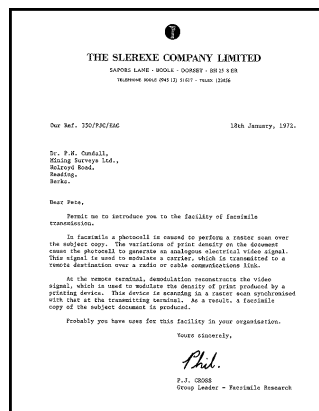 THE SLEREXE COMPANY LIMITED
SAPORS LANE - BOOLE - DORSET - BH 25 8 ER
TELEPHONE BOOLE (945 13) 51617 - TELEX 123456
Our Ref. 350/PJC/EAC
18th January, 1972.
Dr. P.N. Cundall,
Mining Surveys Ltd.,
Holroyd Road,
Reading,
Berks.
Dear Pete,
Permit me to introduce you to the facility of facsimile
transmission.
In facsimile a photocell is caused to perform a raster scan over
the subject copy. The variations of print density on the document
cause the photocell to generate an analogous electrical video signal.
This signal is used to modulate a carrier, which is transmitted to a
remote destination over a radio or cable communications link.
At the remote terminal, demodulation reconstructs the video
signal, which is used to modulate the density of print produced by a
printing device. This device is scanning in a raster scan synchronised
with that at the transmitting terminal. As a result, a facsimile
copy of the subject document is produced.
Probably you have uses for this facility in your organisation.
Yours sincerely,
Phil.
P.J. CROSS
Group Leader - Facsimile Research